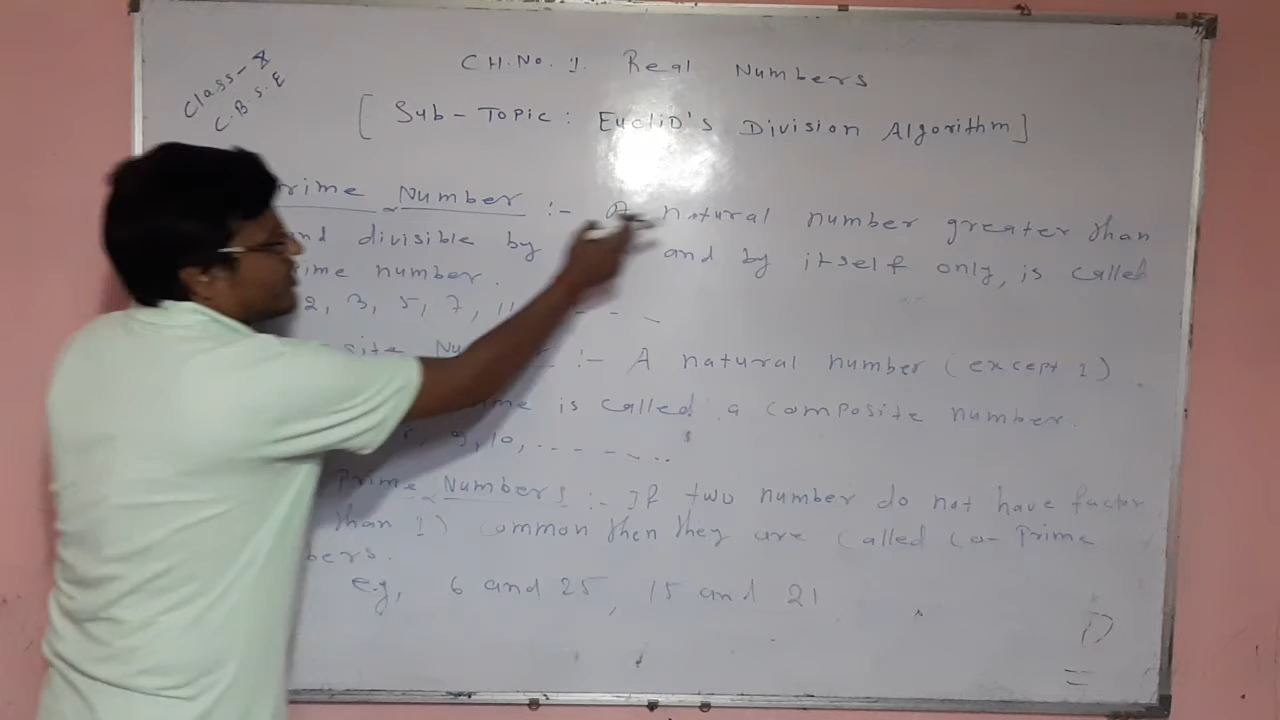 Class-X
C.B.S.E
CH.No.1. Real Numbers
[Sub-Topic: EucliD's Division Algorithm]
rime Number :- A natural number greater than
nd divisible by and by itself only, is called
ime number.
2, 3, 5, 7, 11 - - -
site Nu :- A natural number (except 1)
me is called a composite number.
9, 10, - - - - - . .
Prime Numbers :- If two number do not have factor
than 1) common then they are called co-prime
bers.
e.g, 6 and 25, 15 and 21